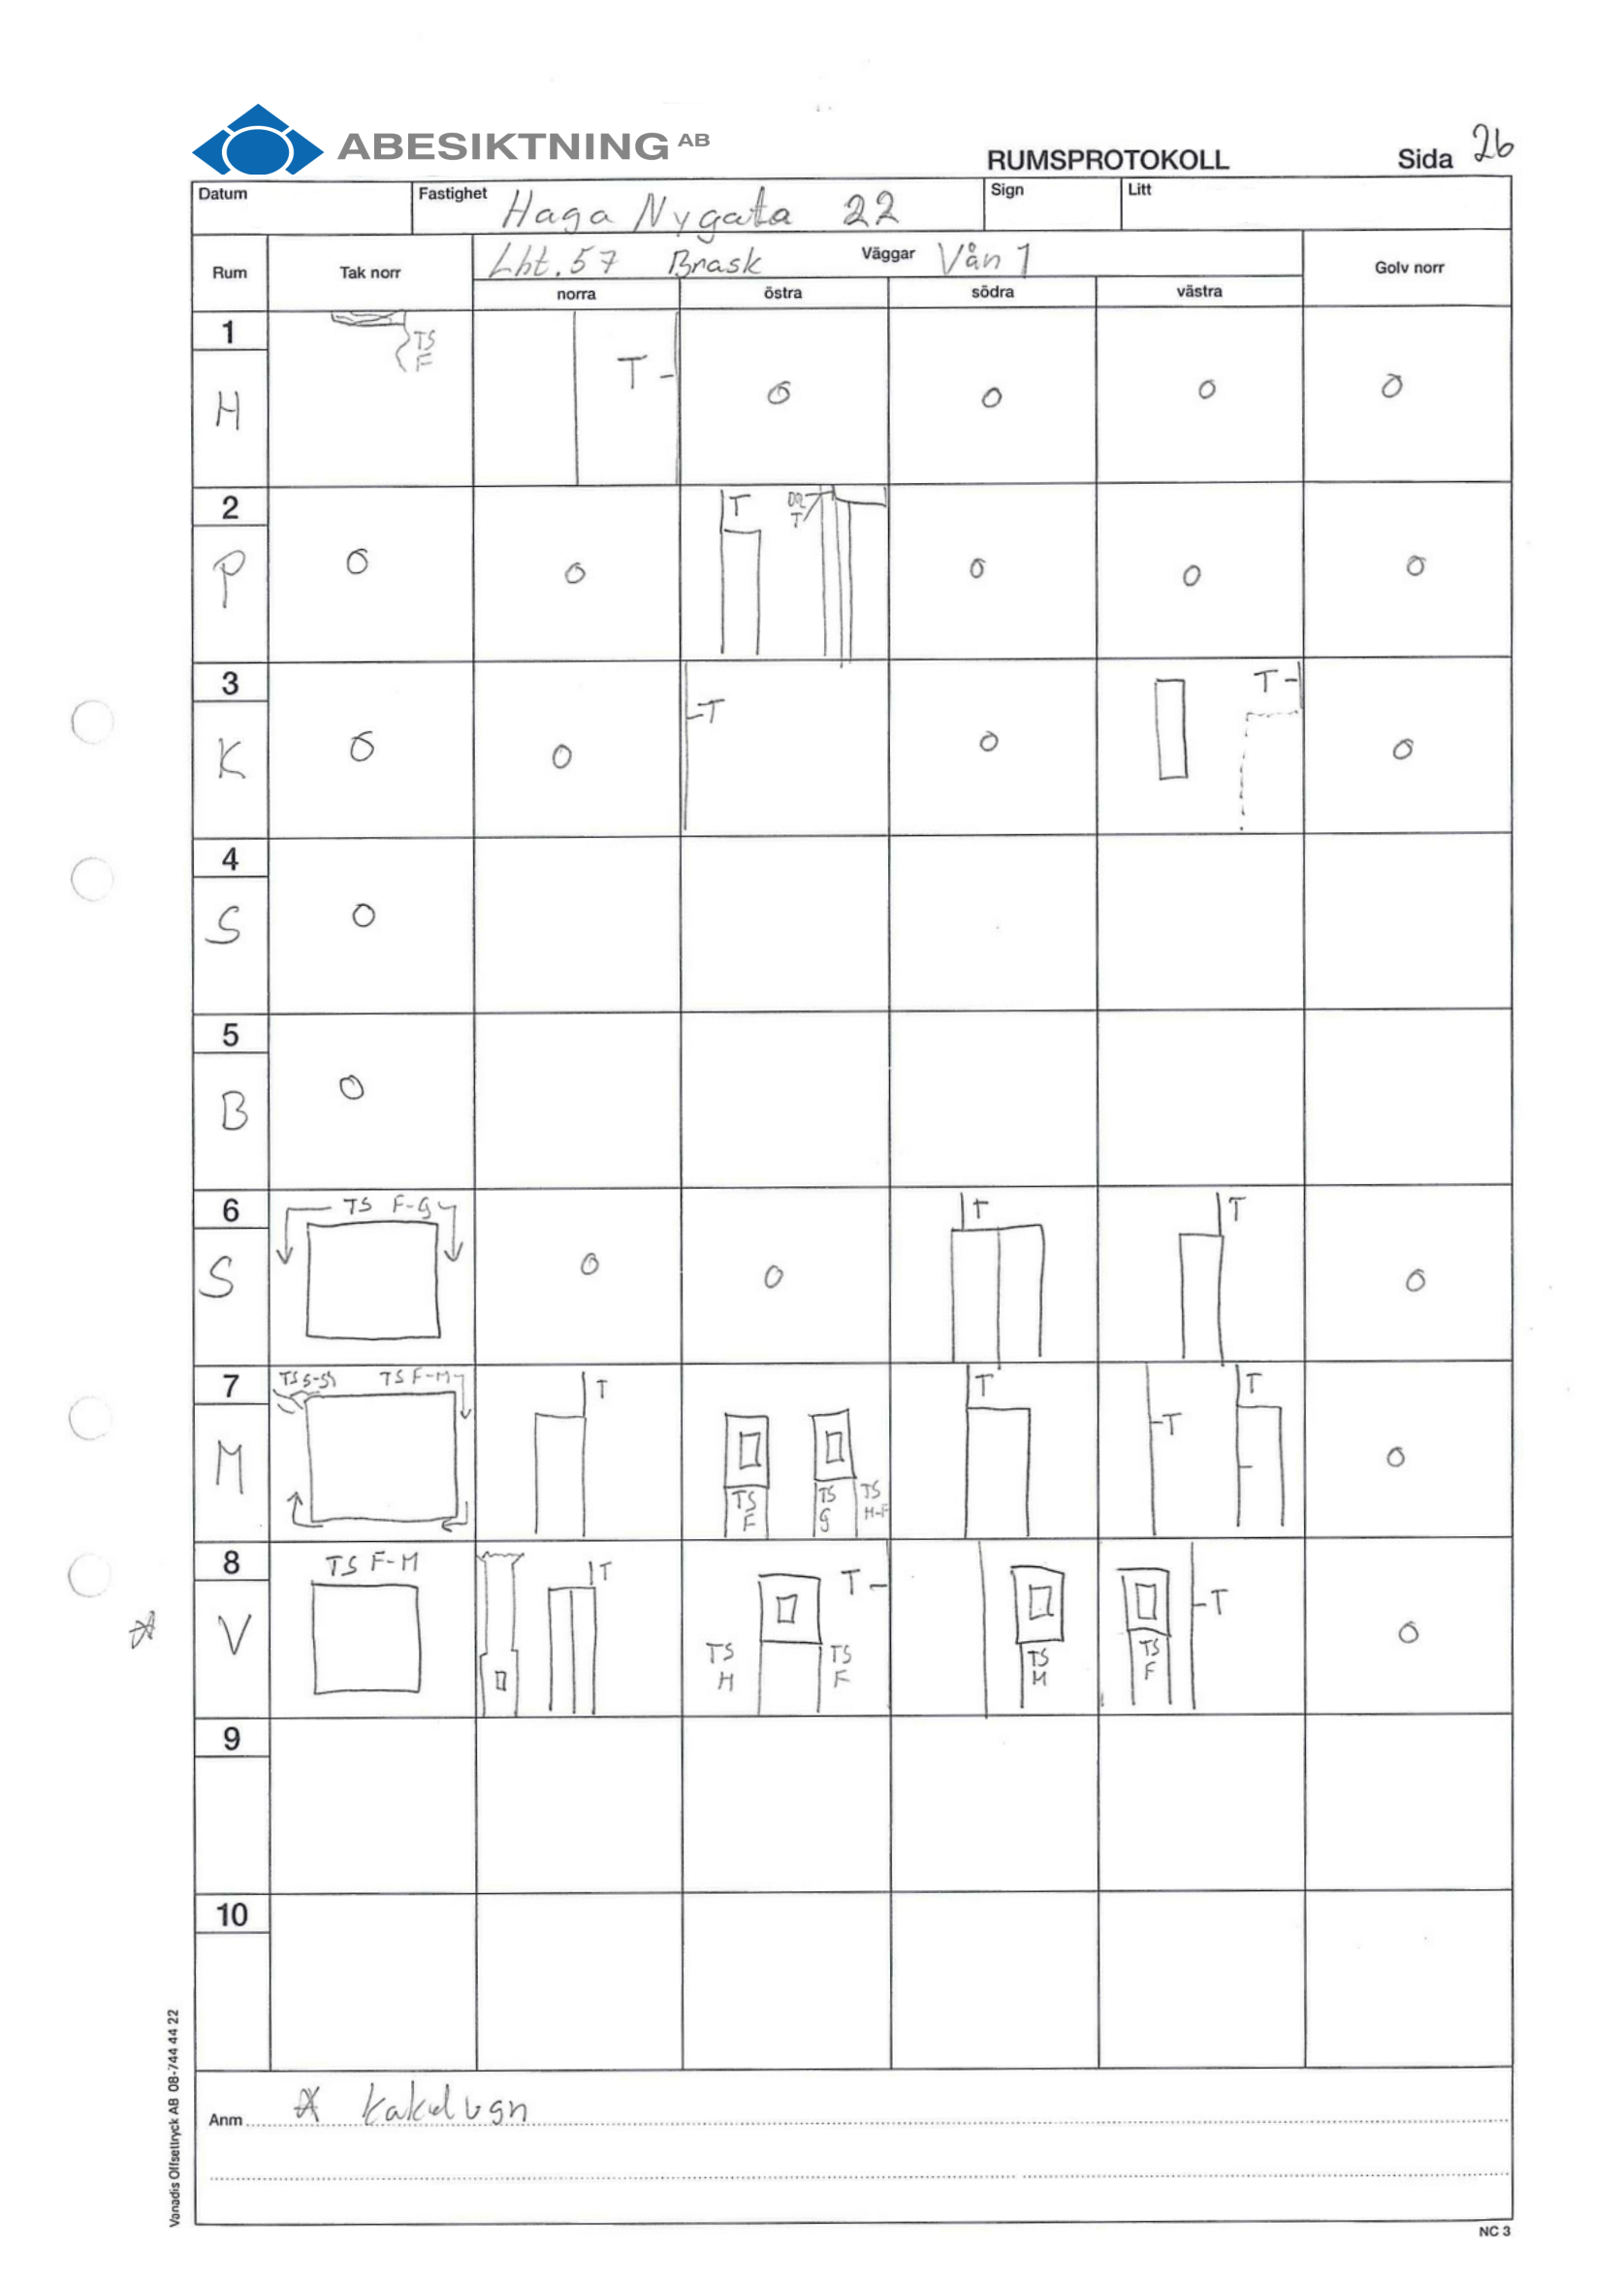 ABESIKTNING AB
RUMSPROTOKOLL Sida 26
Datum Fastighet Haga Nygata 22 Sign Litt
Rum Tak norr Lht.57 Brask Väggar Vån 1 Golv norr
norra östra södra västra
1 H TS F T O O O O
2 P O O T T O O O
3 K O O T O T O
4 S O
5 B O
6 S TS F-G O O T T O
7 M TS F-M T TS F TS G TS M-F T T T O
8 V TS F-M T TS H TS F T TS M TS F T O
9
10
Anm Kakelugn
Vanadis Offsettryck AB 08-744 44 22
NC 3